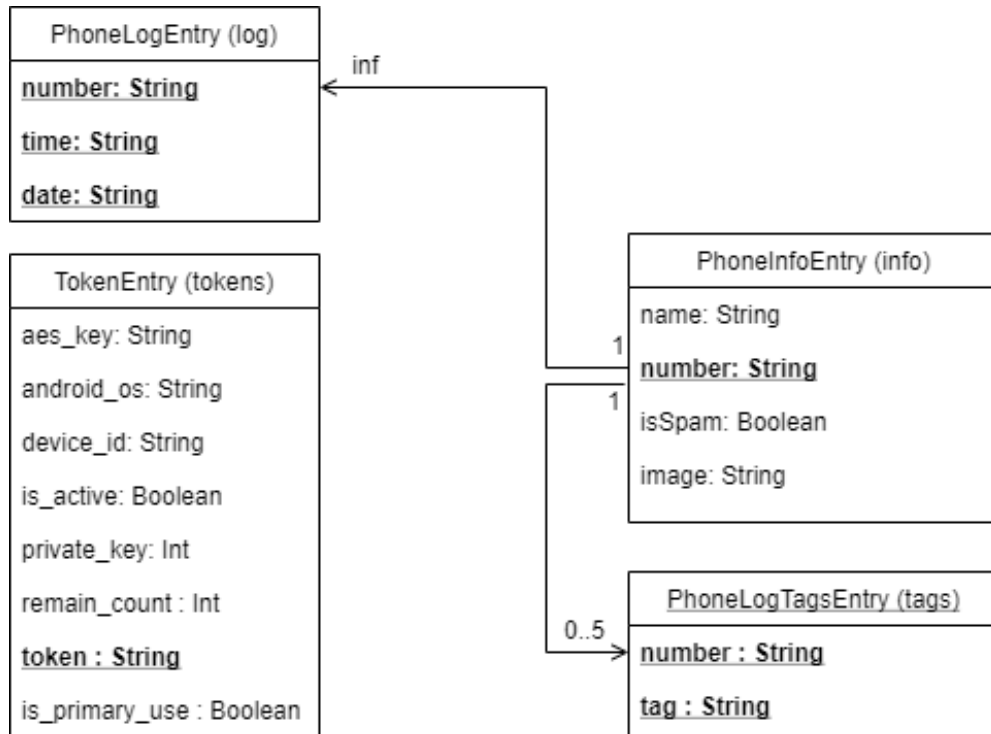 PhoneLogEntry (log)
number: String
time: String
date: String
inf
TokenEntry (tokens)
aes_key: String
android_os: String
device_id: String
is_active: Boolean
private_key: Int
remain_count : Int
token : String
is_primary_use : Boolean
PhoneInfoEntry (info)
name: String
number: String
isSpam: Boolean
image: String
1
1
0..5
PhoneLogTagsEntry (tags)
number : String
tag : String